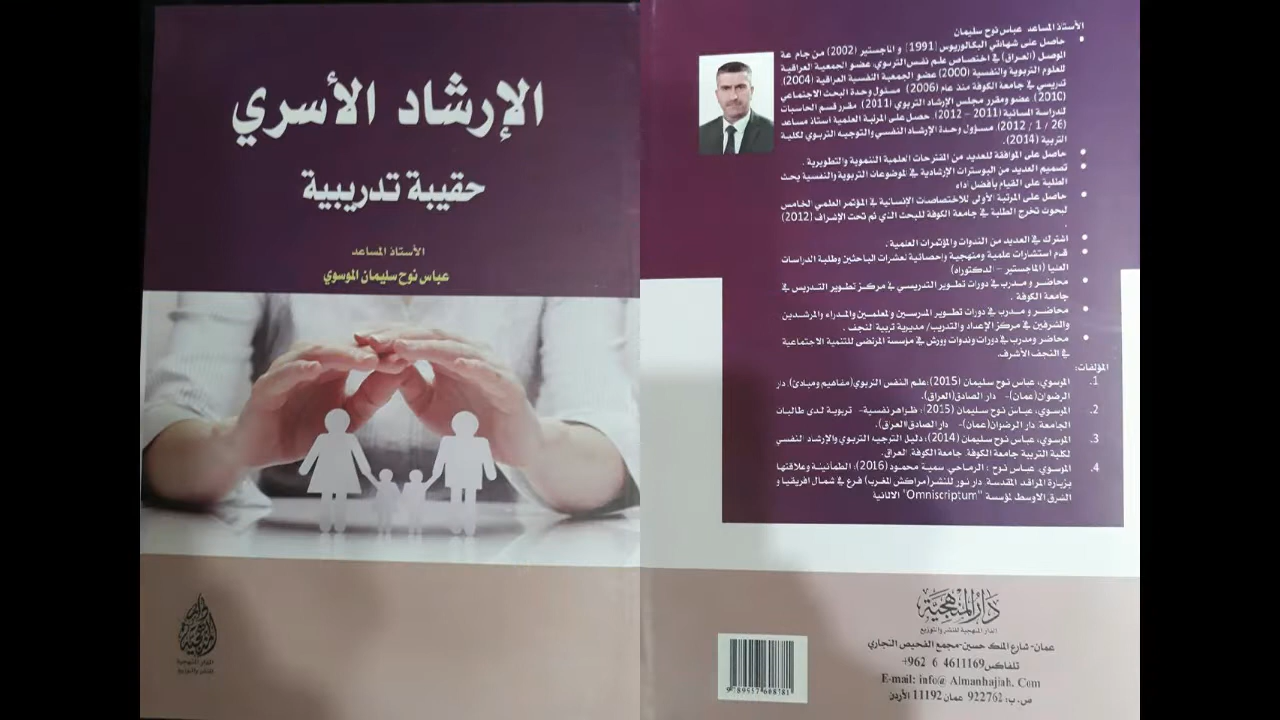 الإرشاد الأسري
حقيبة تدريبية
الأستاذ المساعد
عباس نوح سليمان الموسوي
الدار المنهجية
للنشر والتوزيع
الأستاذ المساعد عباس نوح سليمان
حاصل على شهادتي البكالوريوس (1991) و الماجستير (2002) من جامعة
الموصل (العراق) في اختصاص علم نفس التربوي، عضو الجمعية العراقية
للعلوم التربوية والنفسية (2000) عضو الجمعية النفسية العراقية (2004).
تدريسي في جامعة الكوفة منذ عام (2006) مسئول وحدة البحث الاجتماعي
(2010). عضو ومقرر مجلس الإرشاد التربوي (2011). مقرر قسم الحاسبات
للدراسة المسائية (2011 – 2012). حصل على المرتبة العلمية أستاذ مساعد
(26 / 1 / 2012). مسؤول وحدة الإرشاد النفسي والتوجيه التربوي لكلية
التربية (2014).
• حاصل على الموافقة للعديد من المقترحات العلمية التنموية والتطويرية .
• تصميم العديد من البوسترات الإرشادية في الموضوعات التربوية والنفسية يحث
الطلبة على القيام بأفضل أداء
• حاصل على المرتبة الأولى للاختصاصات الإنسانية في المؤتمر العلمي الخامس
لبحوث تخرج الطلبة في جامعة الكوفة للبحث الذي تم تحت الإشراف (2012)
.
• اشترك في العديد من الندوات والمؤتمرات العلمية .
• قدم استشارات علمية ومنهجية وإحصائية لعشرات الباحثين وطلبة الدراسات
العليا (الماجستير – الدكتوراه)
• محاضر و مدرب في دورات تطوير التدريسي في مركز تطوير التدريس في
جامعة الكوفة .
• محاضر و مدرب في دورات تطوير المدرسين والمعلمين والمدراء والمرشدين
والمشرفين في مركز الإعداد والتدريب/ مديرية تربية النجف .
• محاضر ومدرب في دورات وندوات وورش في مؤسسة المرتضى للتنمية الاجتماعية
في النجف الأشرف.
المؤلفات:
1. الموسوي، عباس نوح سليمان (2015):علم النفس التربوي(مفاهيم ومبادئ). دار
الرضوان(عمان)- دار الصادق(العراق).
2. الموسوي، عباس نوح سليمان (2015): ظواهر نفسية- تربوية لدى طالبات
الجامعة. دار الرضوان(عمان)- دار الصادق(العراق).
3. الموسوي، عباس نوح سليمان (2014): دليل التوجيه التربوي والإرشاد النفسي
لكلية التربية جامعة الكوفة. جامعة الكوفة. العراق.
4. الموسوي، عباس نوح ؛ الرماحي، سمية محمود (2016): الطمأنينة وعلاقتها
بزيارة المراقد المقدسة. دار نور للنشر(مراكش المغرب) فرع في شمال افريقيا و
الشرق الاوسط لمؤسسة "Omniscriptum" الالمانية
دار المنهجية
الدار المنهجية للنشر والتوزيع
عمان- شارع الملك حسين-مجمع الفحيص التجاري
تلفاكس +962 6 4611169
E-mail: info@ Almanhajiah. Com
ص.ب: 922762 عمان 11192 الأردن
9789957608781